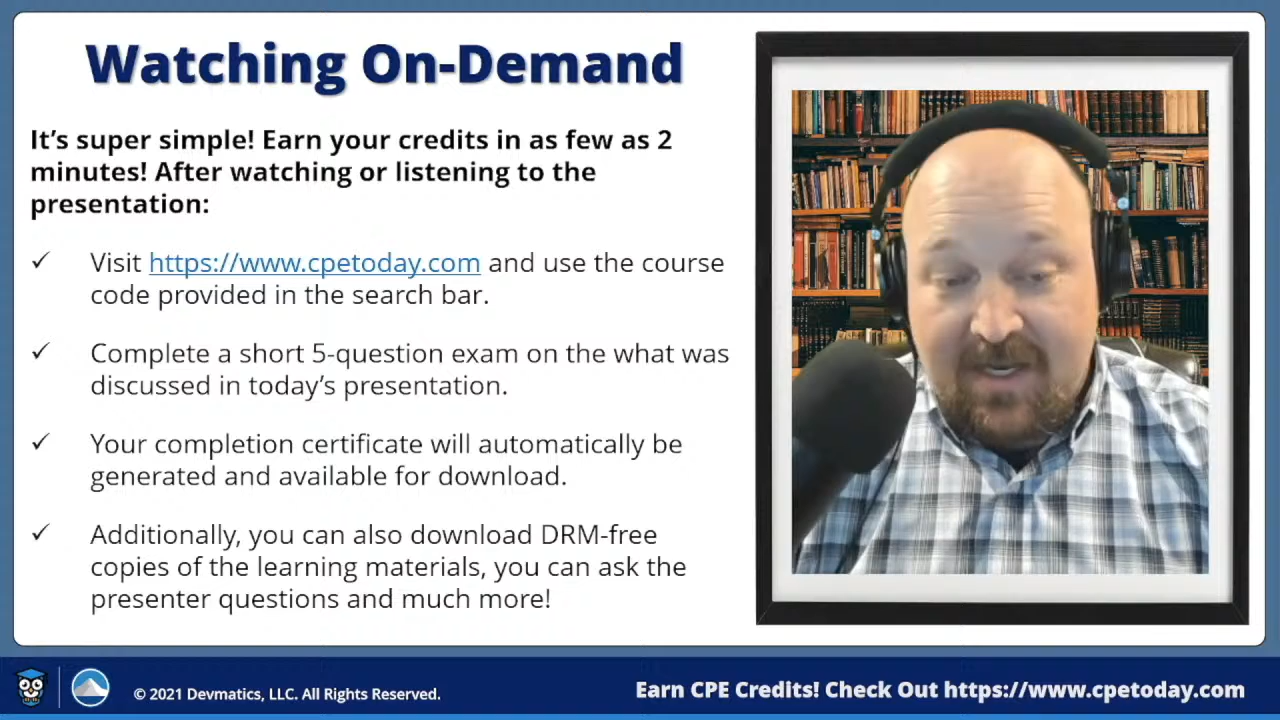 Watching On-Demand
It’s super simple! Earn your credits in as few as 2
minutes! After watching or listening to the
presentation:
✓ Visit https://www.cpetoday.com and use the course
code provided in the search bar.
✓ Complete a short 5-question exam on the what was
discussed in today’s presentation.
✓ Your completion certificate will automatically be
generated and available for download.
✓ Additionally, you can also download DRM-free
copies of the learning materials, you can ask the
presenter questions and much more!
© 2021 Devmatics, LLC. All Rights Reserved.
Earn CPE Credits! Check Out https://www.cpetoday.com